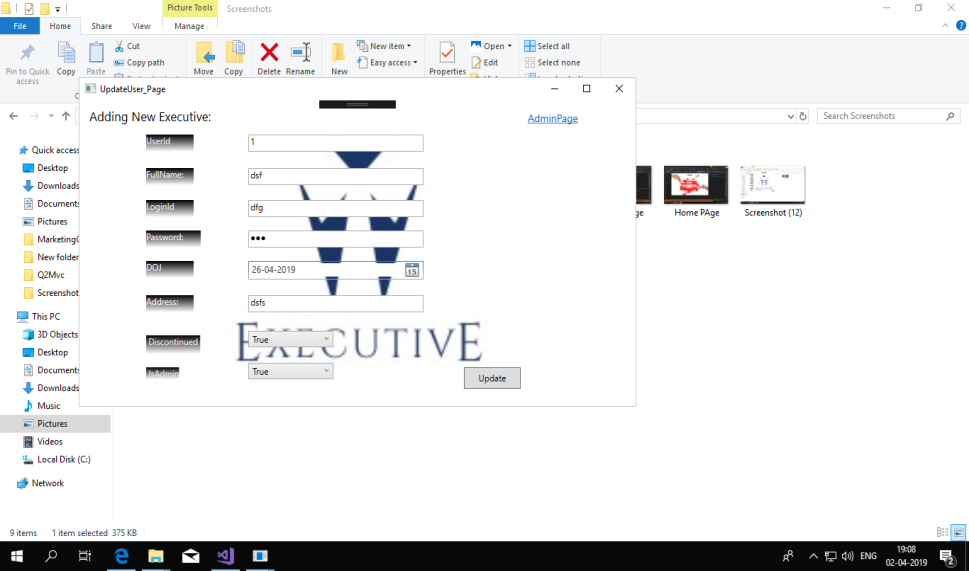 Picture Tools Screenshots
File Home Share View Manage
Pin to Quick access
Copy
Paste
Cut
Copy path
Move
Copy
Delete
Rename
New
New item
Easy access
Properties
Open
Edit
Select all
Select none
Search Screenshots
Quick access
Desktop
Downloads
Documents
Pictures
New folder
Q2Mvc
Screenshot
This PC
3D Objects
Desktop
Documents
Downloads
Music
Pictures
Videos
Local Disk (C:)
Network
UpdateUser_Page
Adding New Executive:
AdminPage
UserId 1
FullName: dsf
LoginId dfg
Password: ●●●
DOJ 26-04-2019 15
Address: dsfs
EXECUTIVE
Discontinued True
IsAdmin True
Update
Home PAge
Screenshot (12)
9 items 1 item selected 375 KB
ENG
19:08
02-04-2019
2